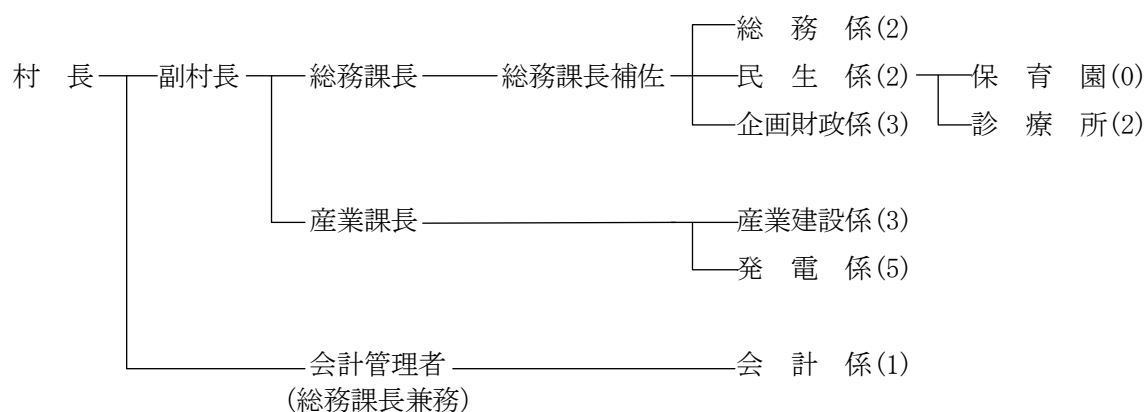 総　務　係(2)
村　長　副村長　総務課長　総務課長補佐　民　生　係(2)　保　育　園(0)
企画財政係(3)　診　療　所(2)
産業課長　産業建設係(3)
発　電　係(5)
会計管理者　会　計　係(1)
(総務課長兼務)